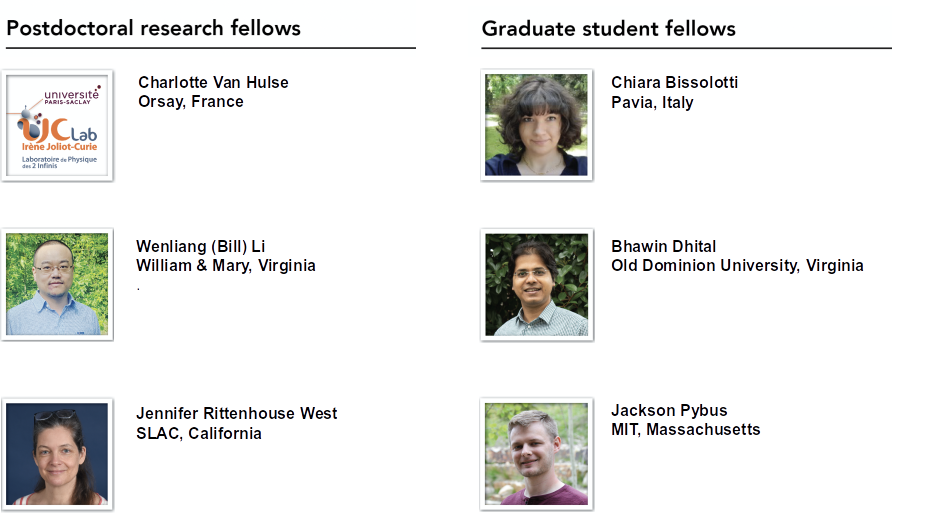 Postdoctoral research fellows
université
PARIS-SACLAY
IJCLab
Irène Joliot-Curie
Laboratoire de Physique
des 2 Infinis
Charlotte Van Hulse
Orsay, France
Wenliang (Bill) Li
William & Mary, Virginia
.
Jennifer Rittenhouse West
SLAC, California
Graduate student fellows
Chiara Bissolotti
Pavia, Italy
Bhawin Dhital
Old Dominion University, Virginia
Jackson Pybus
MIT, Massachusetts